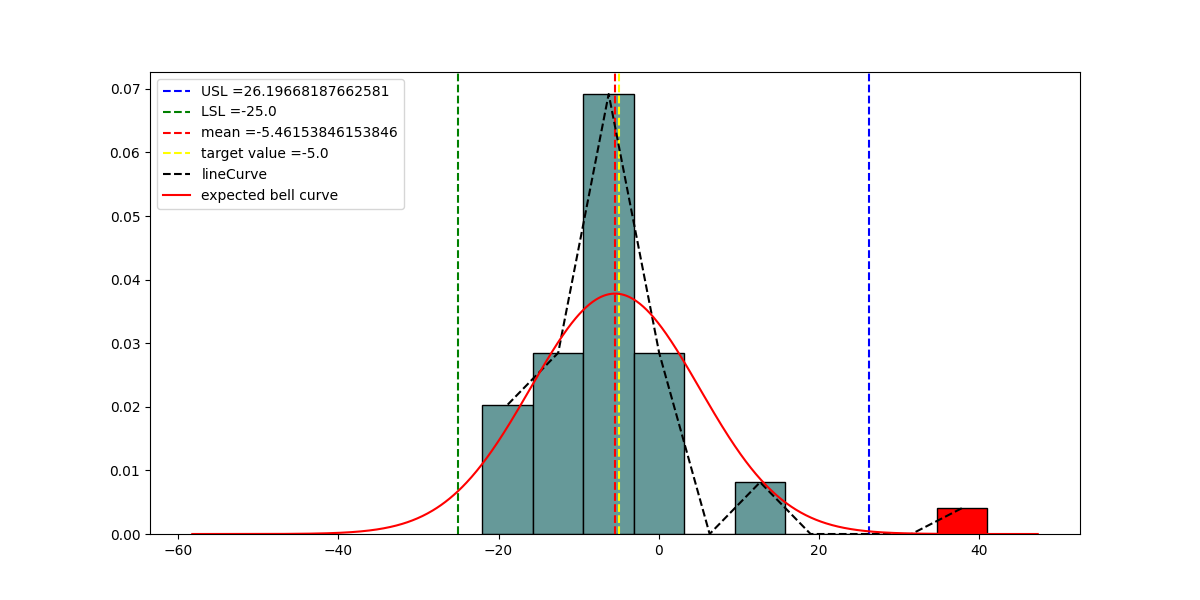 USL =26.19668187662581
LSL =-25.0
mean =-5.46153846153846
target value =-5.0
lineCurve
expected bell curve
0.07
0.06
0.05
0.04
0.03
0.02
0.01
0.00
−60 −40 −20 0 20 40